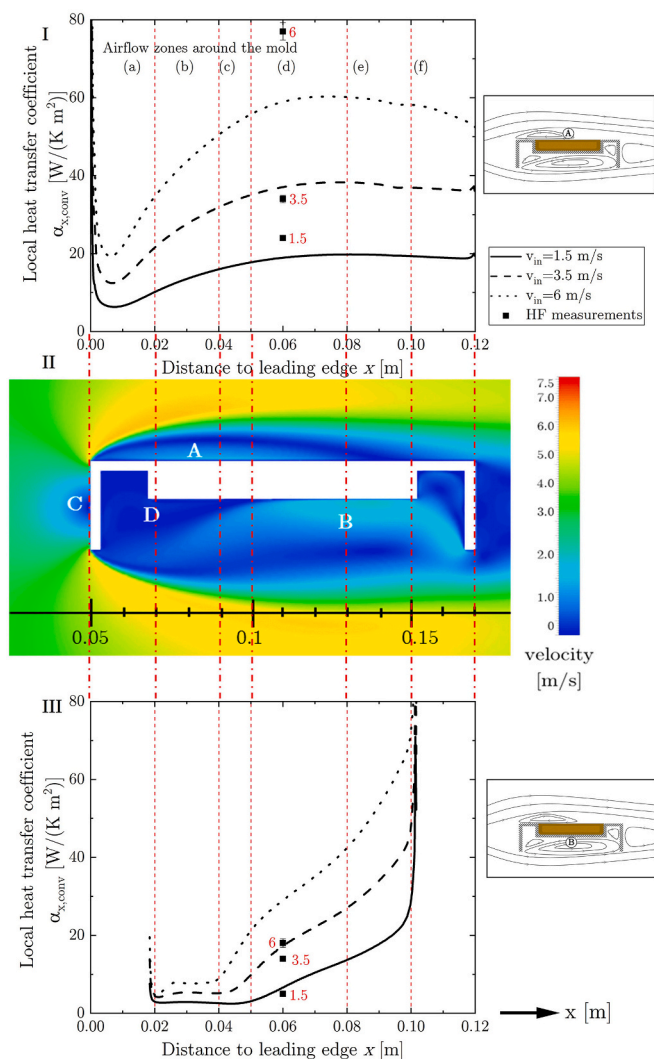 I
Airflow zones around the mold
(a) (b) (c) (d) (e) (f)
Local heat transfer coefficient
α_x,conv [W/(K m²)]
80
60
40
20
0
6
3.5
1.5
0.00 0.02 0.04 0.06 0.08 0.10 0.12
Distance to leading edge x [m]
A
v_in=1.5 m/s
v_in=3.5 m/s
v_in=6 m/s
HF measurements
II
A
C
D
B
0.05 0.1 0.15
7.5
7.0
6.0
5.0
4.0
3.0
2.0
1.0
0
velocity
[m/s]
III
Local heat transfer coefficient
α_x,conv [W/(K m²)]
80
60
40
20
0
6
3.5
1.5
0.00 0.02 0.04 0.06 0.08 0.10 0.12
Distance to leading edge x [m]
B
x [m]